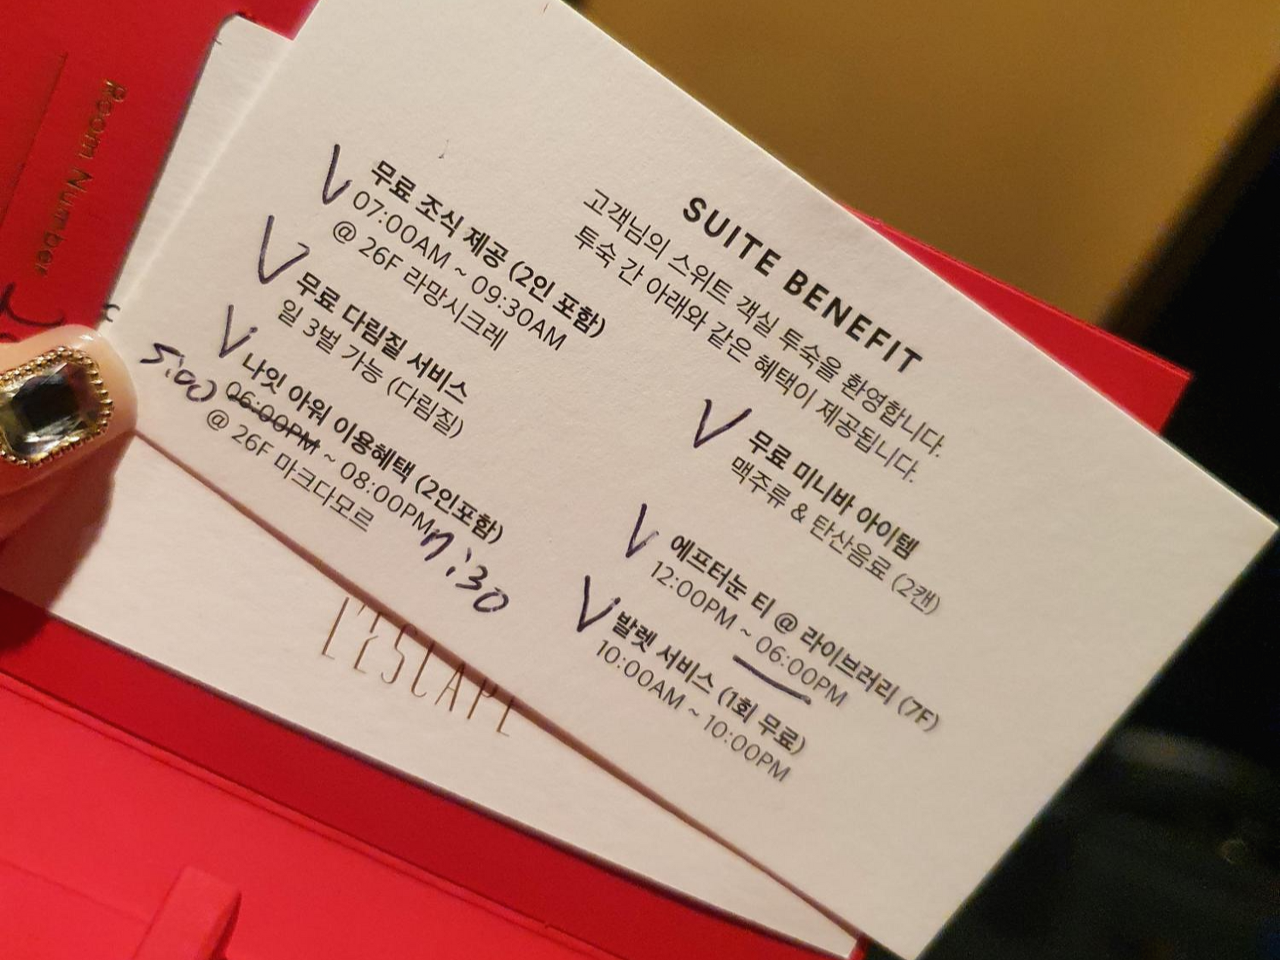 Room Number
SUITE BENEFIT
고객님의 스위트 객실 투숙을 환영합니다.
투숙 간 아래와 같은 혜택이 제공됩니다.
V 무료 미니바 아이템
맥주류 & 탄산음료 (2캔)
V 에프터눈 티 @ 라이브러리 (7F)
12:00PM ~ 06:00PM
V 발렛 서비스 (1회 무료)
10:00AM ~ 10:00PM
V 무료 조식 제공 (2인 포함)
07:00AM ~ 09:30AM
@ 26F 라망시크레
V 무료 다림질 서비스
일 3벌 가능 (다림질)
V 나잇 아워 이용혜택 (2인포함)
5:00 06:00PM ~ 08:00PM 7:30
@ 26F 마크다모르
L'ESCAPE